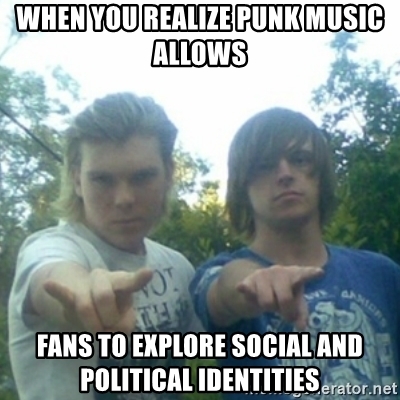 WHEN YOU REALIZE PUNK MUSIC
ALLOWS
FANS TO EXPLORE SOCIAL AND
POLITICAL IDENTITIES